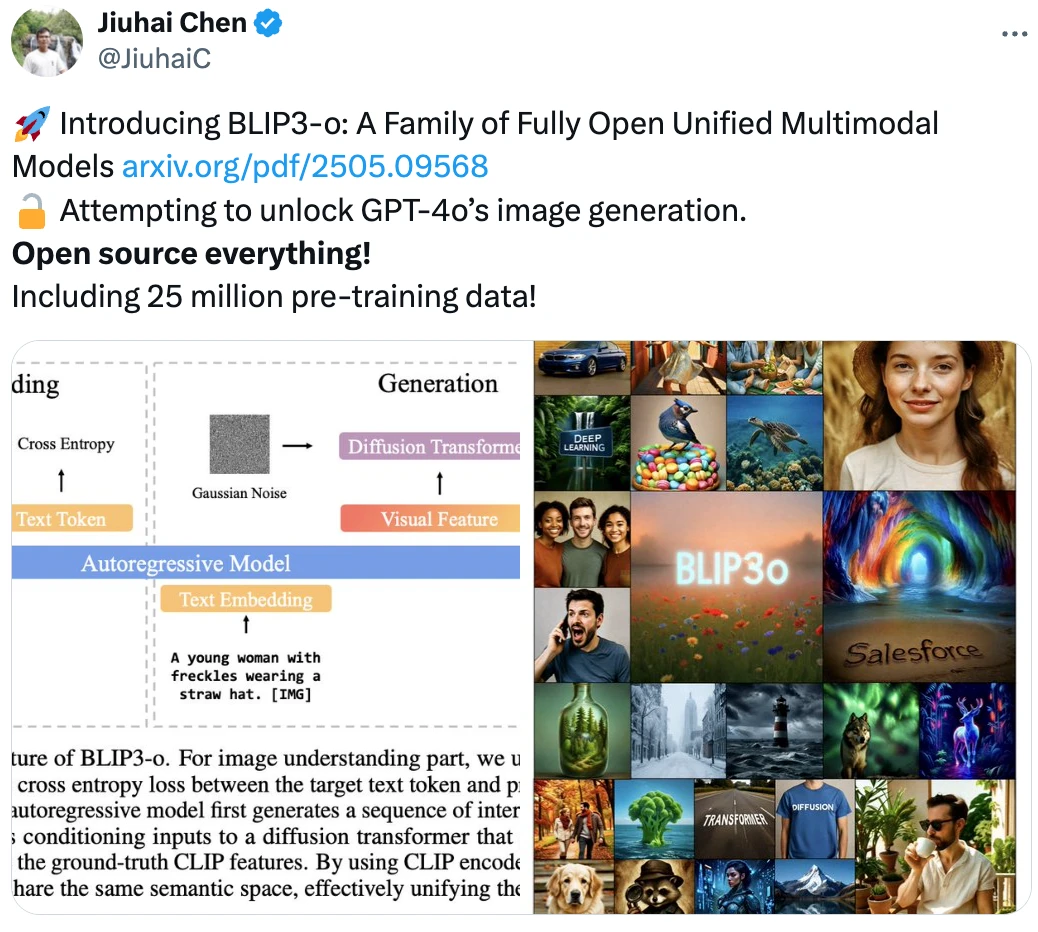 Jiuhai Chen
@JiuhaiC
🚀 Introducing BLIP3-o: A Family of Fully Open Unified Multimodal
Models arxiv.org/pdf/2505.09568
🔓 Attempting to unlock GPT-4o’s image generation.
Open source everything!
Including 25 million pre-training data!
ding
Generation
Cross Entropy
Gaussian Noise
Diffusion Transforme
Text Token
Visual Feature
Autoregressive Model
Text Embedding
A young woman with
freckles wearing a
straw hat. [IMG]
ture of BLIP3-o. For image understanding part, we u
cross entropy loss between the target text token and p
autoregressive model first generates a sequence of inter
s conditioning inputs to a diffusion transformer that
the ground-truth CLIP features. By using CLIP encode
hare the same semantic space, effectively unifying the
DEEP
LEARNING
BLIP3o
Salesforce
TRANSFORMER
DIFFUSION